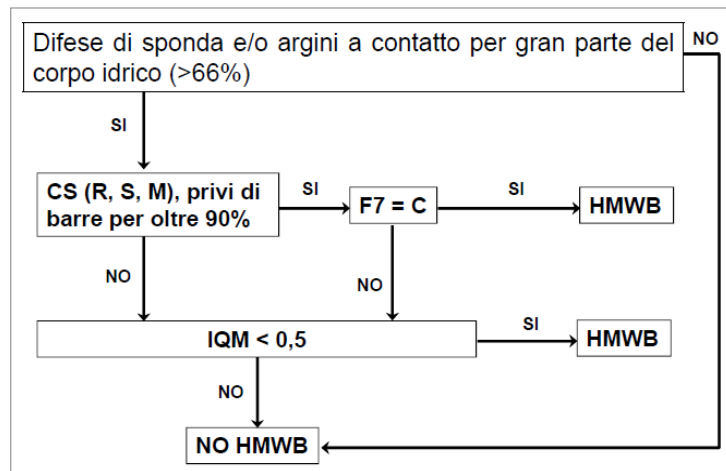 Difese di sponda e/o argini a contatto per gran parte del
corpo idrico (>66%)
NO
SI
CS (R, S, M), privi di
barre per oltre 90%
SI
F7 = C
SI
HMWB
NO
NO
IQM < 0,5
SI
HMWB
NO
NO HMWB